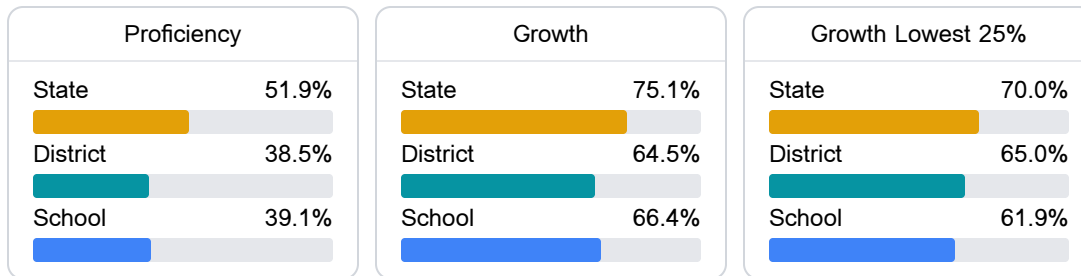 Proficiency
State 51.9%
District 38.5%
School 39.1%
Growth
State 75.1%
District 64.5%
School 66.4%
Growth Lowest 25%
State 70.0%
District 65.0%
School 61.9%